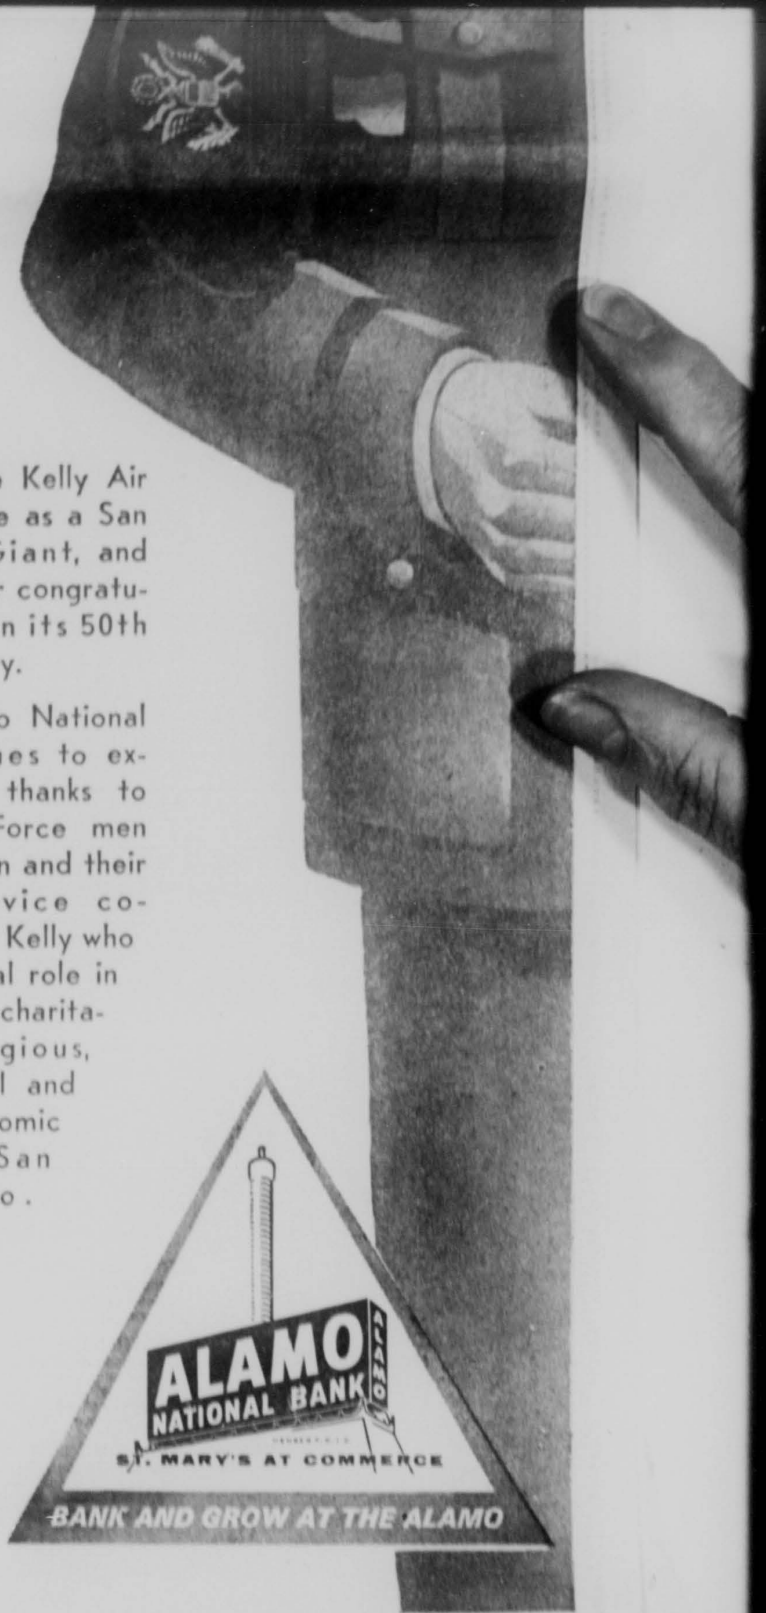 Kelly Air
e as a San
Giant, and
r congratu-
n its 50th
y.
o National
ues to ex-
thanks to
Force men
n and their
vice co-
Kelly who
al role in
charita-
gious,
l and
omic
San
o.
ALAMO
NATIONAL BANK
ALAMO
ST. MARY'S AT COMMERCE
BANK AND GROW AT THE ALAMO